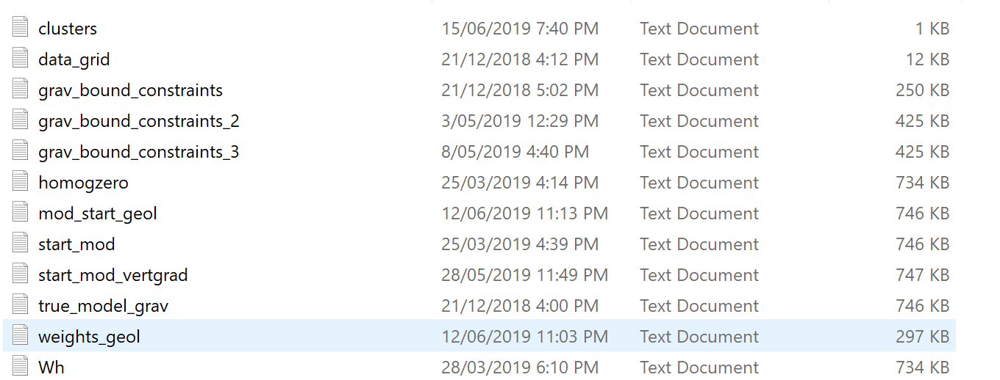 clusters 15/06/2019 7:40 PM Text Document 1 KB
data_grid 21/12/2018 4:12 PM Text Document 12 KB
grav_bound_constraints 21/12/2018 5:02 PM Text Document 250 KB
grav_bound_constraints_2 3/05/2019 12:29 PM Text Document 425 KB
grav_bound_constraints_3 8/05/2019 4:40 PM Text Document 425 KB
homogzero 25/03/2019 4:14 PM Text Document 734 KB
mod_start_geol 12/06/2019 11:13 PM Text Document 746 KB
start_mod 25/03/2019 4:39 PM Text Document 746 KB
start_mod_vertgrad 28/05/2019 11:49 PM Text Document 747 KB
true_model_grav 21/12/2018 4:00 PM Text Document 746 KB
weights_geol 12/06/2019 11:03 PM Text Document 297 KB
Wh 28/03/2019 6:10 PM Text Document 734 KB